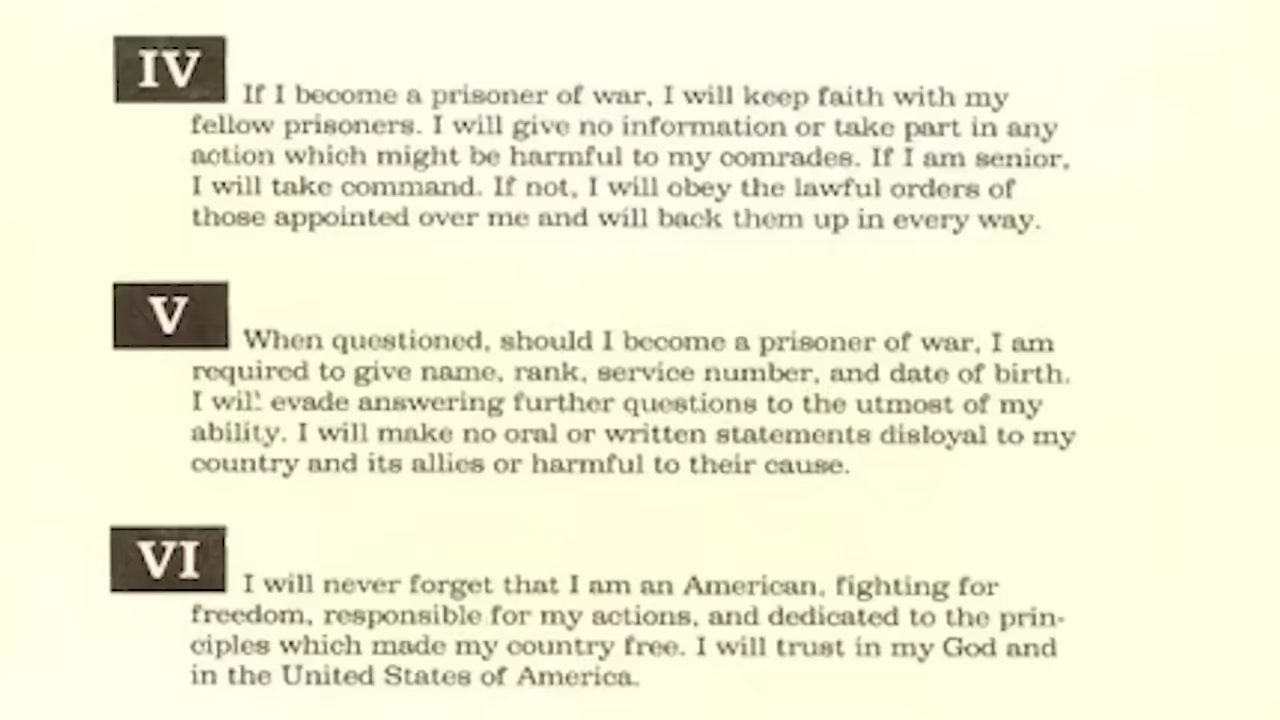 IV
If I become a prisoner of war, I will keep faith with my
fellow prisoners. I will give no information or take part in any
action which might be harmful to my comrades. If I am senior,
I will take command. If not, I will obey the lawful orders of
those appointed over me and will back them up in every way.
V
When questioned, should I become a prisoner of war, I am
required to give name, rank, service number, and date of birth.
I will evade answering further questions to the utmost of my
ability. I will make no oral or written statements disloyal to my
country and its allies or harmful to their cause.
VI
I will never forget that I am an American, fighting for
freedom, responsible for my actions, and dedicated to the prin-
ciples which made my country free. I will trust in my God and
in the United States of America.